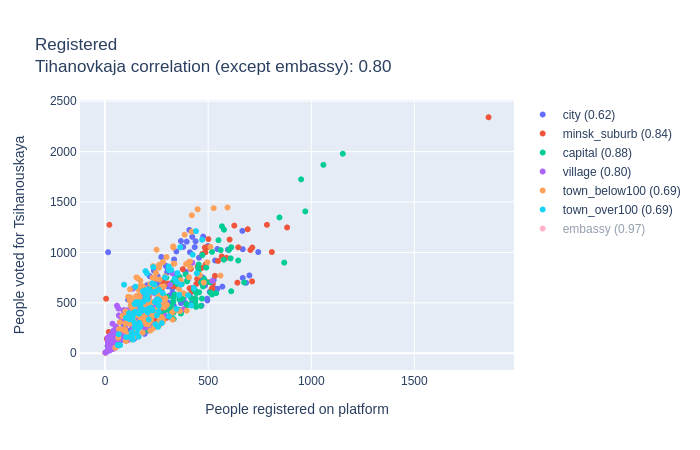 Registered
Tihanovkaja correlation (except embassy): 0.80
2500
2000
1500
1000
500
0
People voted for Tsihanouskaya
0
500
1000
1500
People registered on platform
city (0.62)
minsk_suburb (0.84)
capital (0.88)
village (0.80)
town_below100 (0.69)
town_over100 (0.69)
embassy (0.97)